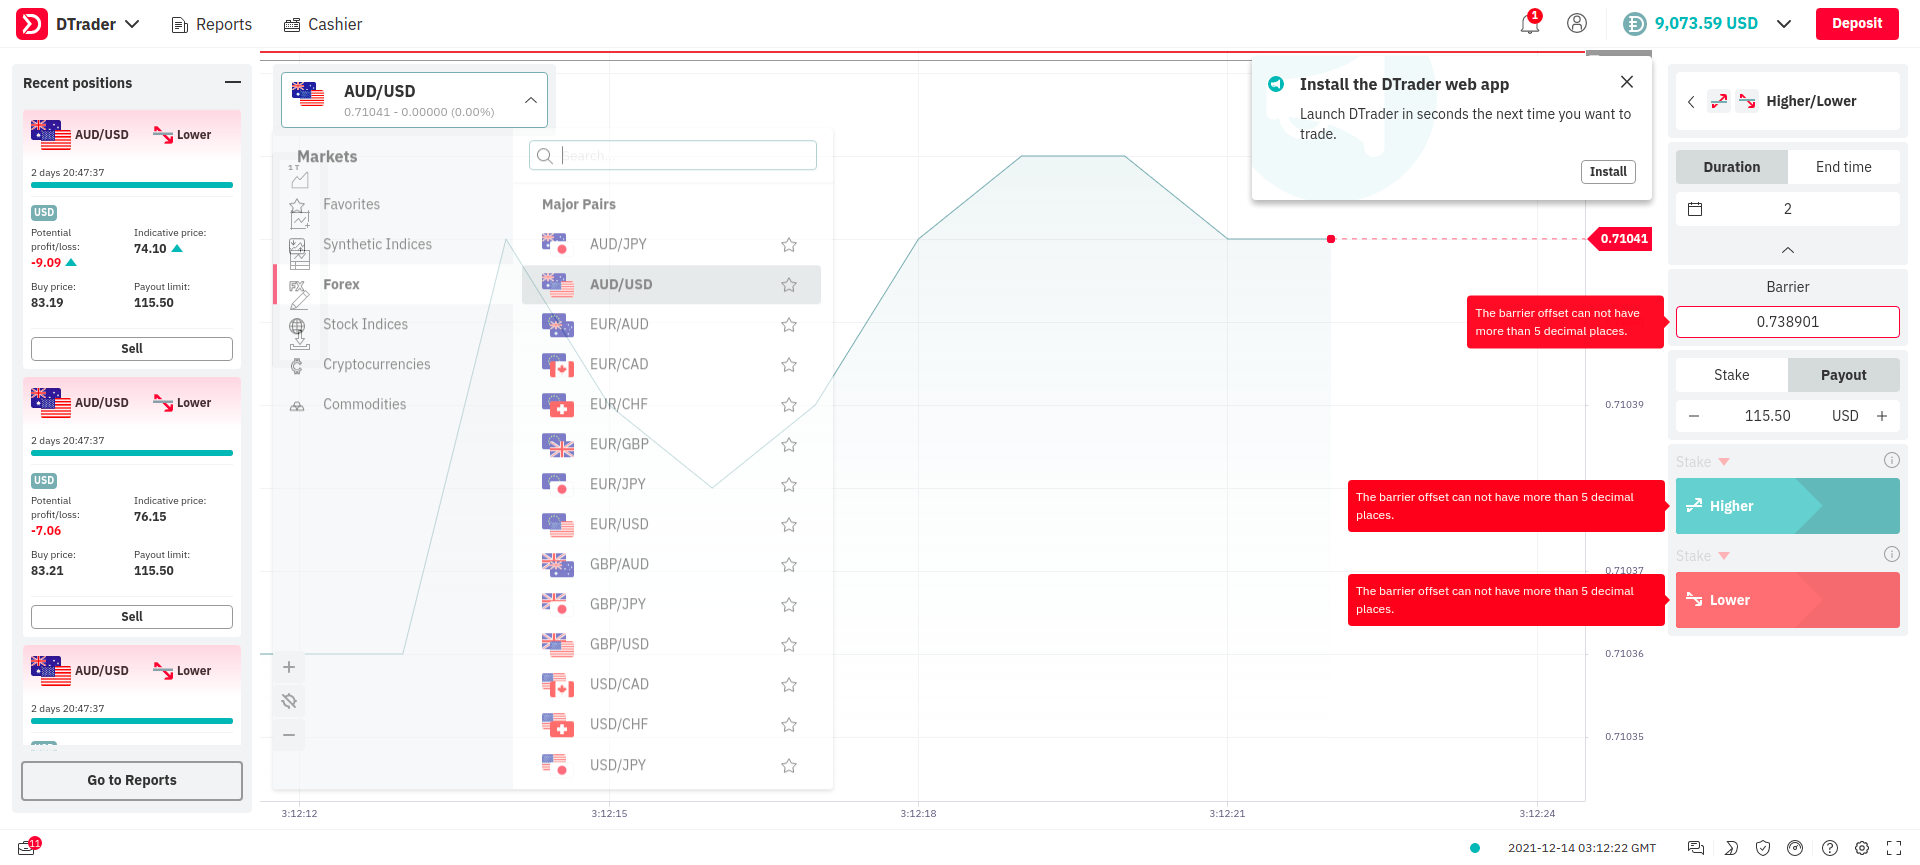 DTrader
Reports
Cashier
1
9,073.59 USD
Deposit
Recent positions
AUD/USD
Lower
2 days 20:47:37
USD
Potential profit/loss:
-9.09
Indicative price:
74.10
Buy price:
83.19
Payout limit:
115.50
Sell
AUD/USD
Lower
2 days 20:47:37
USD
Potential profit/loss:
-7.06
Indicative price:
76.15
Buy price:
83.21
Payout limit:
115.50
Sell
AUD/USD
Lower
2 days 20:47:37
Go to Reports
AUD/USD
0.71041 - 0.00000 (0.00%)
Markets
1T
Favorites
Synthetic Indices
Forex
Stock Indices
Cryptocurrencies
Commodities
Search...
Major Pairs
AUD/JPY
AUD/USD
EUR/AUD
EUR/CAD
EUR/CHF
EUR/GBP
EUR/JPY
EUR/USD
GBP/AUD
GBP/JPY
GBP/USD
USD/CAD
USD/CHF
USD/JPY
Install the DTrader web app
Launch DTrader in seconds the next time you want to
trade.
Install
0.71041
0.71039
0.71037
0.71036
0.71035
3:12:12
3:12:15
3:12:18
3:12:21
3:12:24
Higher/Lower
Duration
End time
2
Barrier
0.738901
The barrier offset can not have
more than 5 decimal places.
Stake
Payout
115.50
USD
Stake
Higher
The barrier offset can not have more than 5 decimal
places.
Stake
Lower
The barrier offset can not have more than 5 decimal
places.
11
2021-12-14 03:12:22 GMT